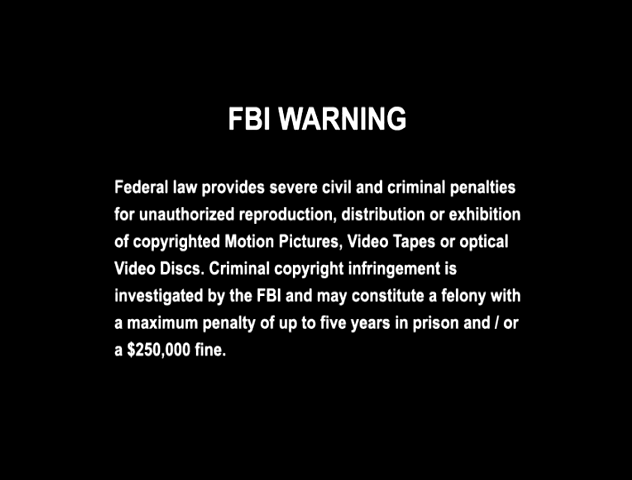 FBI WARNING
Federal law provides severe civil and criminal penalties
for unauthorized reproduction, distribution or exhibition
of copyrighted Motion Pictures, Video Tapes or optical
Video Discs. Criminal copyright infringement is
investigated by the FBI and may constitute a felony with
a maximum penalty of up to five years in prison and / or
a $250,000 fine.